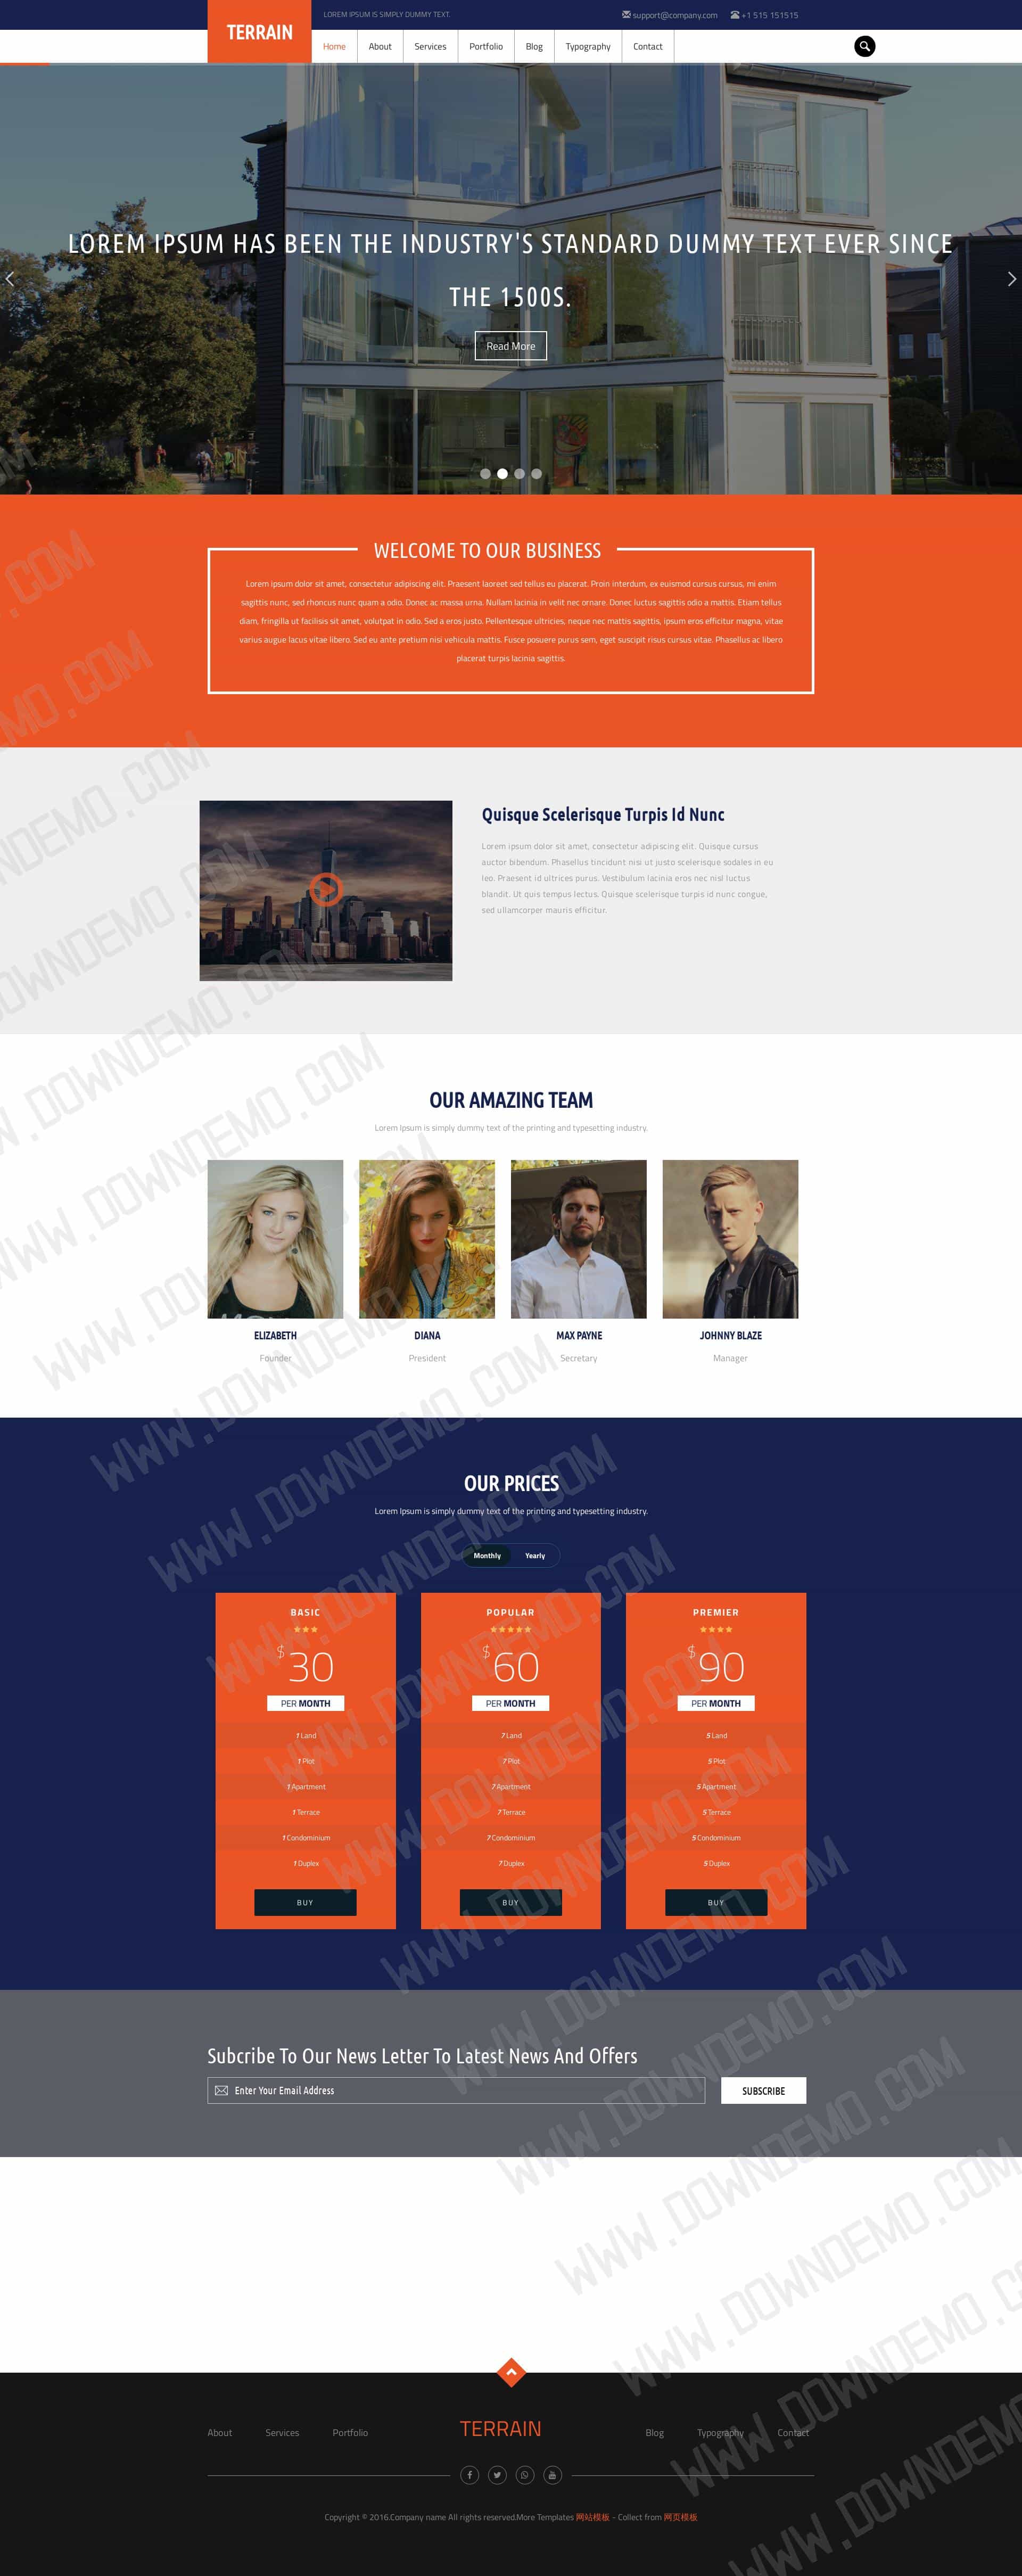 TERRAIN
LOREM IPSUM IS SIMPLY DUMMY TEXT.
support@company.com
+1 515 151515
Home
About
Services
Portfolio
Blog
Typography
Contact
LOREM IPSUM HAS BEEN THE INDUSTRY'S STANDARD DUMMY TEXT EVER SINCE
THE 1500S.
Read More
WELCOME TO OUR BUSINESS
Lorem ipsum dolor sit amet, consectetur adipiscing elit. Praesent laoreet sed tellus eu placerat. Proin interdum, ex euismod cursus cursus, mi enim
sagittis nunc, sed rhoncus nunc quam a odio. Donec ac massa urna. Nullam lacinia in velit nec ornare. Donec luctus sagittis odio a mattis. Etiam tellus
diam, fringilla ut facilisis sit amet, volutpat in odio. Sed a eros justo. Pellentesque ultricies, neque nec mattis sagittis, ipsum eros efficitur magna, vitae
varius augue lacus vitae libero. Sed eu ante pretium nisi vehicula mattis. Fusce posuere purus sem, eget suscipit risus cursus vitae. Phasellus ac libero
placerat turpis lacinia sagittis.
Quisque Scelerisque Turpis Id Nunc
Lorem ipsum dolor sit amet, consectetur adipiscing elit. Quisque cursus
auctor bibendum. Phasellus tincidunt nisi ut justo scelerisque sodales in eu
leo. Praesent id ultrices purus. Vestibulum lacinia eros nec nisl luctus
blandit. Ut quis tempus lectus. Quisque scelerisque turpis id nunc congue,
sed ullamcorper mauris efficitur.
OUR AMAZING TEAM
Lorem Ipsum is simply dummy text of the printing and typesetting industry.
ELIZABETH
Founder
DIANA
President
MAX PAYNE
Secretary
JOHNNY BLAZE
Manager
OUR PRICES
Lorem Ipsum is simply dummy text of the printing and typesetting industry.
Monthly
Yearly
BASIC
$30
PER MONTH
1 Land
1 Plot
1 Apartment
1 Terrace
1 Condominium
1 Duplex
BUY
POPULAR
$60
PER MONTH
7 Land
7 Plot
7 Apartment
7 Terrace
7 Condominium
7 Duplex
BUY
PREMIER
$90
PER MONTH
5 Land
5 Plot
5 Apartment
5 Terrace
5 Condominium
5 Duplex
BUY
Subcribe To Our News Letter To Latest News And Offers
Enter Your Email Address
SUBSCRIBE
About
Services
Portfolio
TERRAIN
Blog
Typography
Contact
Copyright © 2016.Company name All rights reserved.More Templates 网站模板 - Collect from 网页模板
WWW.DOWNDEMO.COM